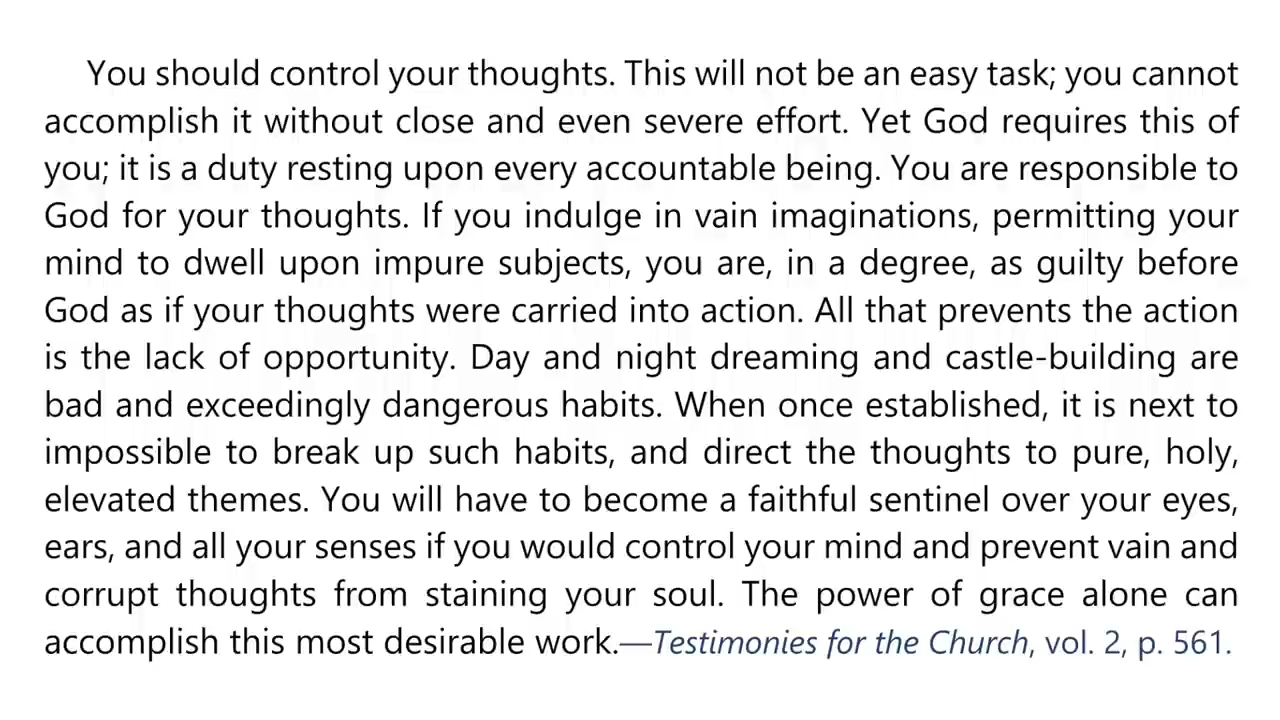 You should control your thoughts. This will not be an easy task; you cannot
accomplish it without close and even severe effort. Yet God requires this of
you; it is a duty resting upon every accountable being. You are responsible to
God for your thoughts. If you indulge in vain imaginations, permitting your
mind to dwell upon impure subjects, you are, in a degree, as guilty before
God as if your thoughts were carried into action. All that prevents the action
is the lack of opportunity. Day and night dreaming and castle-building are
bad and exceedingly dangerous habits. When once established, it is next to
impossible to break up such habits, and direct the thoughts to pure, holy,
elevated themes. You will have to become a faithful sentinel over your eyes,
ears, and all your senses if you would control your mind and prevent vain and
corrupt thoughts from staining your soul. The power of grace alone can
accomplish this most desirable work.—Testimonies for the Church, vol. 2, p. 561.